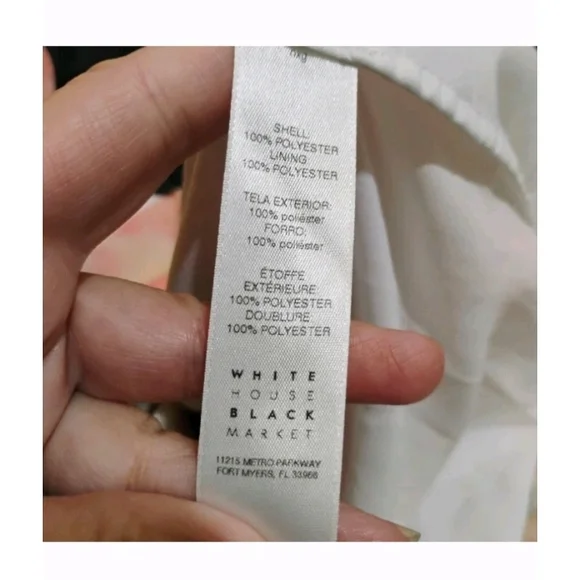 SHELL:
100% POLYESTER
LINING
100% POLYESTER
TELA EXTERIOR:
100% poliéster
FORRO:
100% poliéster
ÉTOFFE
EXTÉRIEURE
100% POLYESTER
DOUBLURE
100% POLYESTER
WHITE
HOUSE
BLACK
MARKET
11215 METRO PARKWAY
FORT MYERS, FL 33966